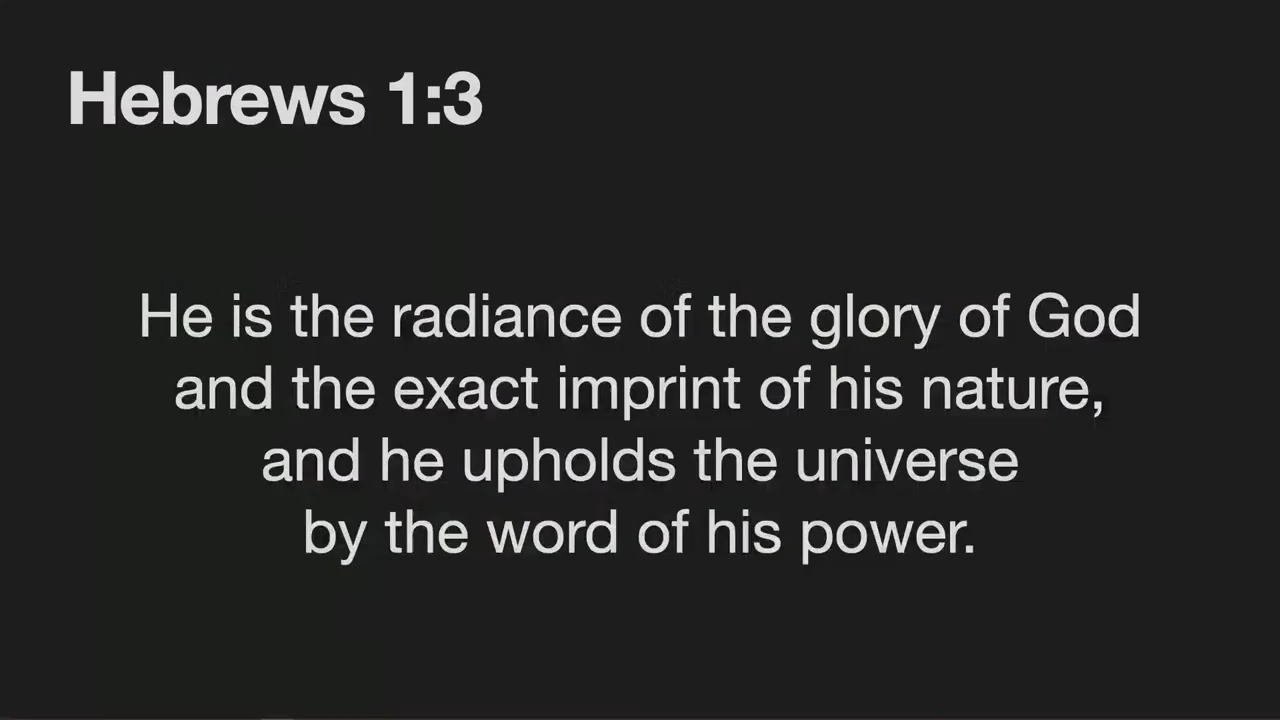 Hebrews 1:3
He is the radiance of the glory of God
and the exact imprint of his nature,
and he upholds the universe
by the word of his power.